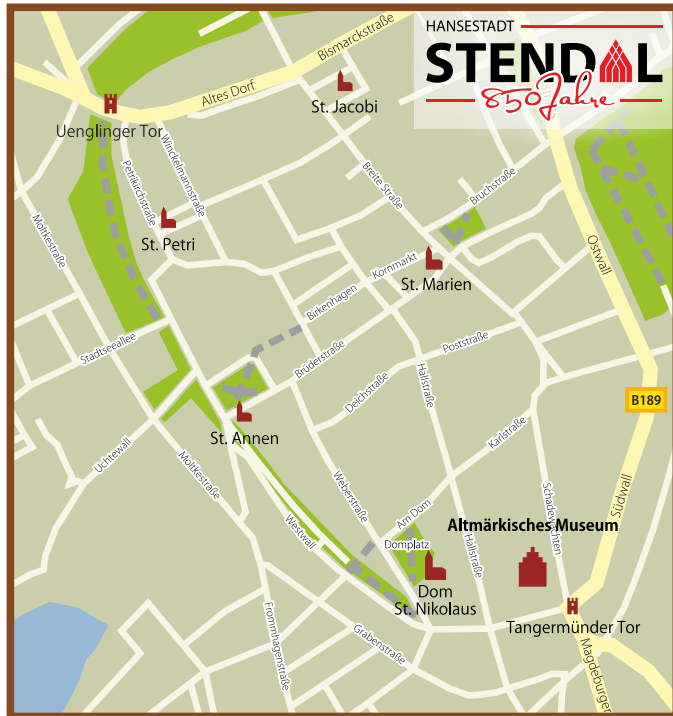 HANSESTADT
STENDAL
850 Jahre
Bismarckstraße
Altes Dorf
St. Jacobi
Uenglinger Tor
Petrikirchstraße
Winckelmannstraße
Breite Straße
Bruchstraße
Moltkestraße
St. Petri
Ostwall
Kornmarkt
St. Marien
Birkenhagen
Stadtseeallee
Brüderstraße
Poststraße
Hallstraße
Deichstraße
B189
St. Annen
Karlstraße
Uchtewall
Moltkestraße
Weberstraße
Schadewachten
Südwall
Am Dom
Altmärkisches Museum
Westwall
Domplatz
Hallstraße
Dom
St. Nikolaus
Frommhagenstraße
Grabenstraße
Tangermünder Tor
Magdeburger